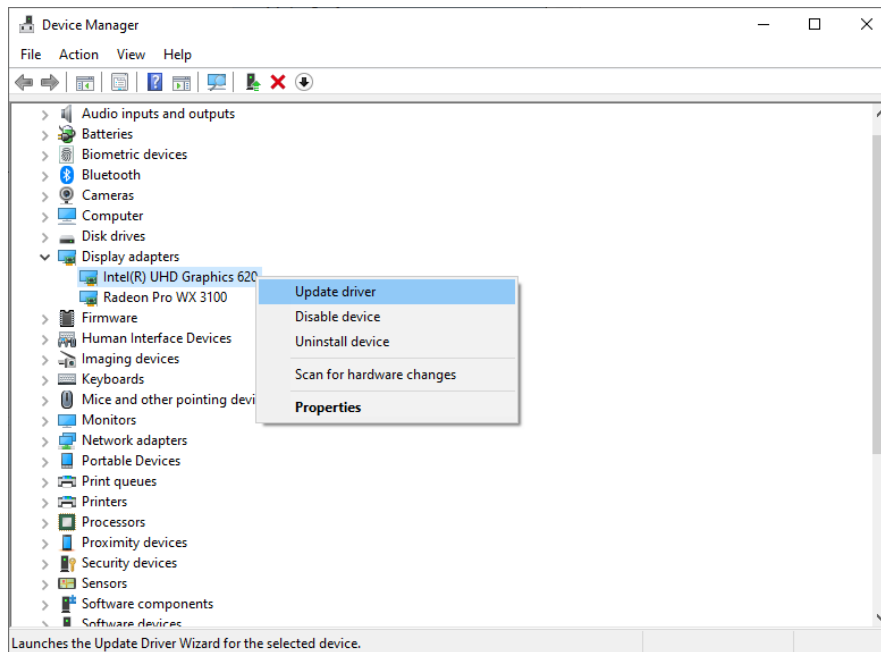 Device Manager
File Action View Help
Audio inputs and outputs
Batteries
Biometric devices
Bluetooth
Cameras
Computer
Disk drives
Display adapters
Intel(R) UHD Graphics 620
Radeon Pro WX 3100
Firmware
Human Interface Devices
Imaging devices
Keyboards
Mice and other pointing devi
Monitors
Network adapters
Portable Devices
Print queues
Printers
Processors
Proximity devices
Security devices
Sensors
Software components
Software devices
Update driver
Disable device
Uninstall device
Scan for hardware changes
Properties
Launches the Update Driver Wizard for the selected device.